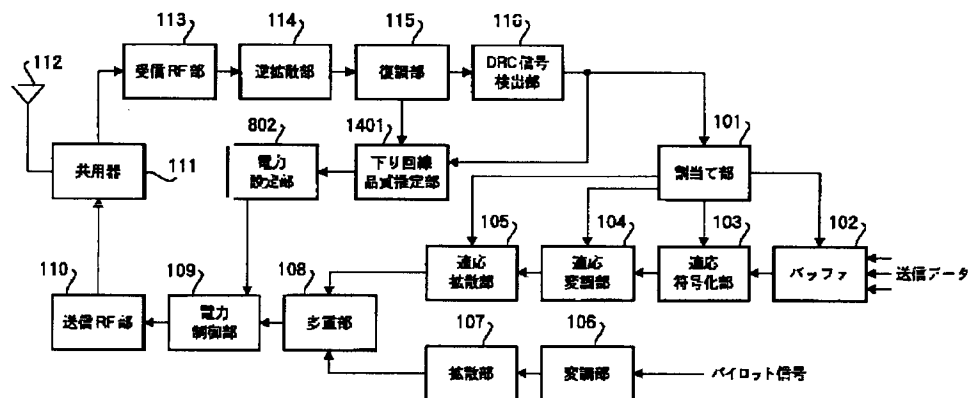 113
114
115
116
112
受信RF部
逆拡散部
復調部
DRC信号
検出部
802
1401
101
共用器
111
電力
設定部
下り回線
品質推定部
割当て部
105
104
103
102
110
109
108
適応
拡散部
適応
変調部
適応
符号化部
バッファ
送信データ
送信RF部
電力
制御部
多重部
107
106
拡散部
変調部
パイロット信号